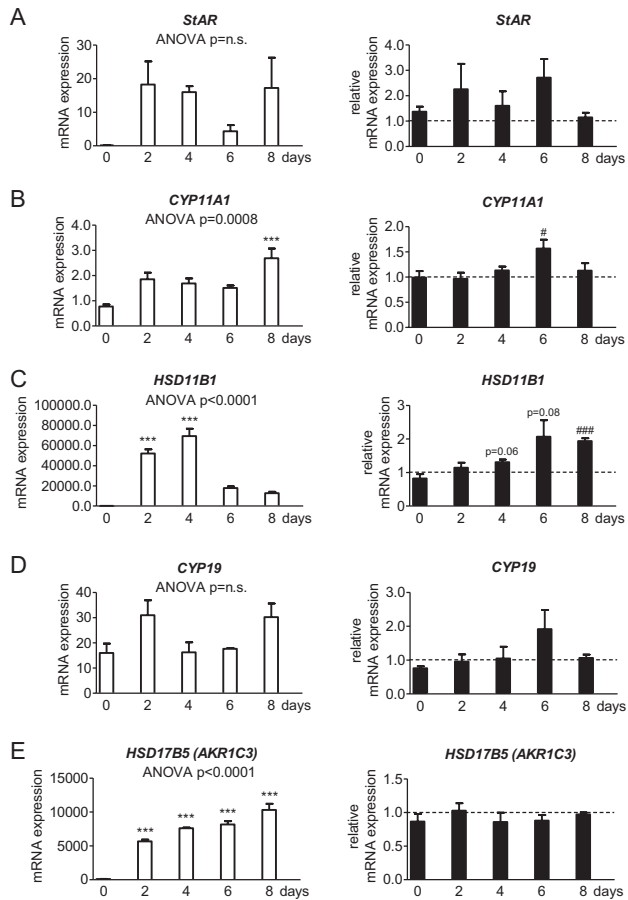 A
StAR
ANOVA p=n.s.
mRNA expression
30
20
10
0
0 2 4 6 8 days
StAR
relative
mRNA expression
4.0
3.0
2.0
1.0
0.0
0 2 4 6 8 days
B
CYP11A1
ANOVA p=0.0008
mRNA expression
4.0
3.0
2.0
1.0
0.0
***
0 2 4 6 8 days
CYP11A1
relative
mRNA expression
2.0
1.5
1.0
0.5
0.0
#
0 2 4 6 8 days
C
HSD11B1
ANOVA p<0.0001
mRNA expression
100000.0
80000.0
60000.0
40000.0
20000.0
0.0
*** ***
0 2 4 6 8 days
HSD11B1
relative
mRNA expression
3
2
1
0
p=0.06 p=0.08 ###
0 2 4 6 8 days
D
CYP19
ANOVA p=n.s.
mRNA expression
40
30
20
10
0
0 2 4 6 8 days
CYP19
relative
mRNA expression
3.0
2.0
1.0
0.0
0 2 4 6 8 days
E
HSD17B5 (AKR1C3)
ANOVA p<0.0001
mRNA expression
15000
10000
5000
0
*** *** *** ***
0 2 4 6 8 days
HSD17B5 (AKR1C3)
relative
mRNA expression
1.5
1.0
0.5
0.0
0 2 4 6 8 days